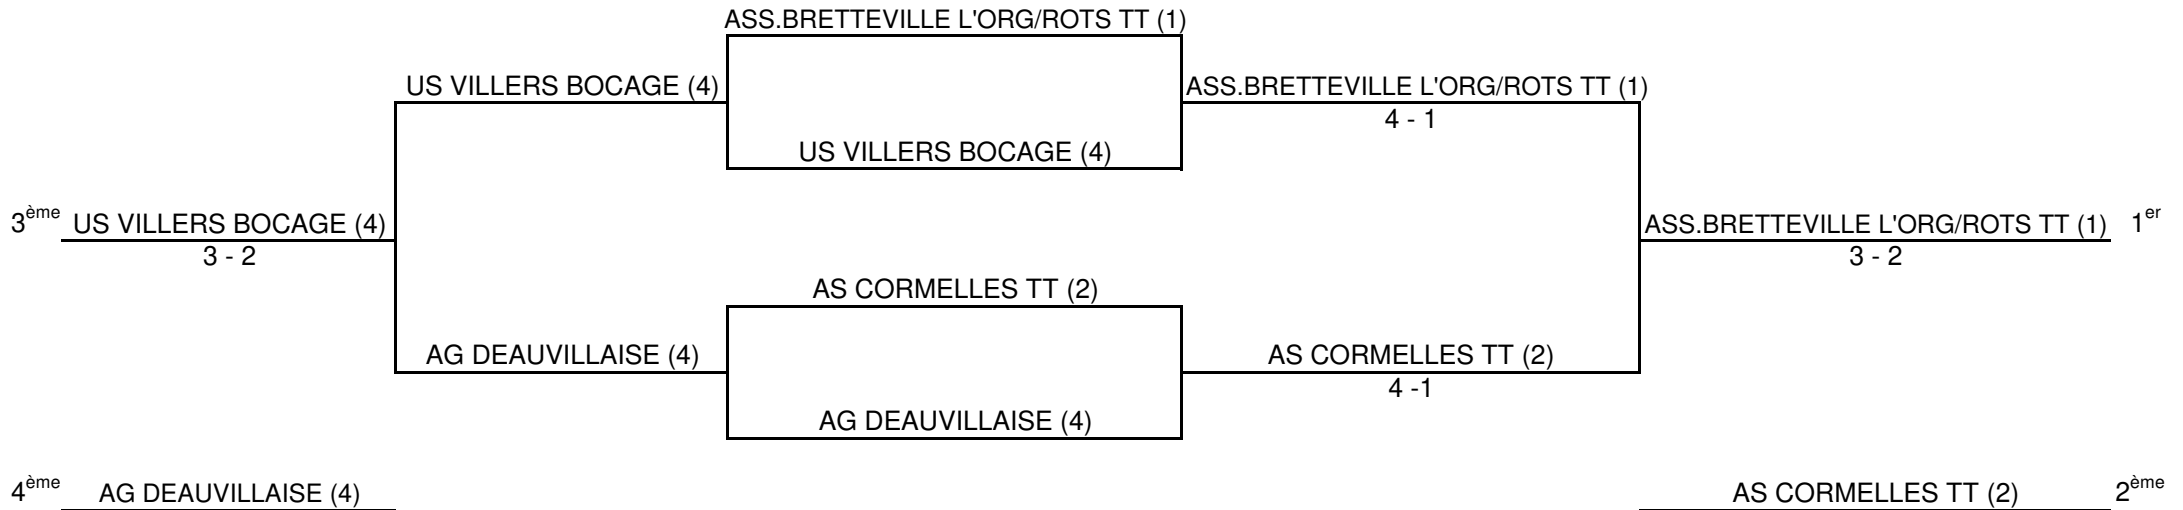 ASS.BRETTEVILLE L'ORG/ROTS TT (1)
US VILLERS BOCAGE (4)
ASS.BRETTEVILLE L'ORG/ROTS TT (1)
4 - 1
US VILLERS BOCAGE (4)
3ème US VILLERS BOCAGE (4)
3 - 2
ASS.BRETTEVILLE L'ORG/ROTS TT (1) 1er
3 - 2
AS CORMELLES TT (2)
AG DEAUVILLAISE (4)
AS CORMELLES TT (2)
4 -1
AG DEAUVILLAISE (4)
4ème AG DEAUVILLAISE (4)
AS CORMELLES TT (2) 2ème